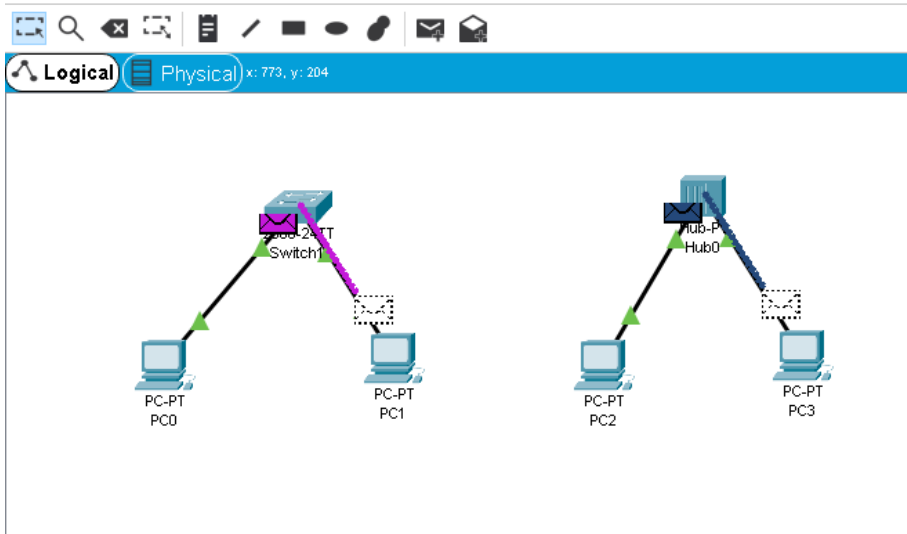 Logical
Physical
x: 773, y: 204
Switch1
Hub0
PC-PT
PC0
PC-PT
PC1
PC-PT
PC2
PC-PT
PC3